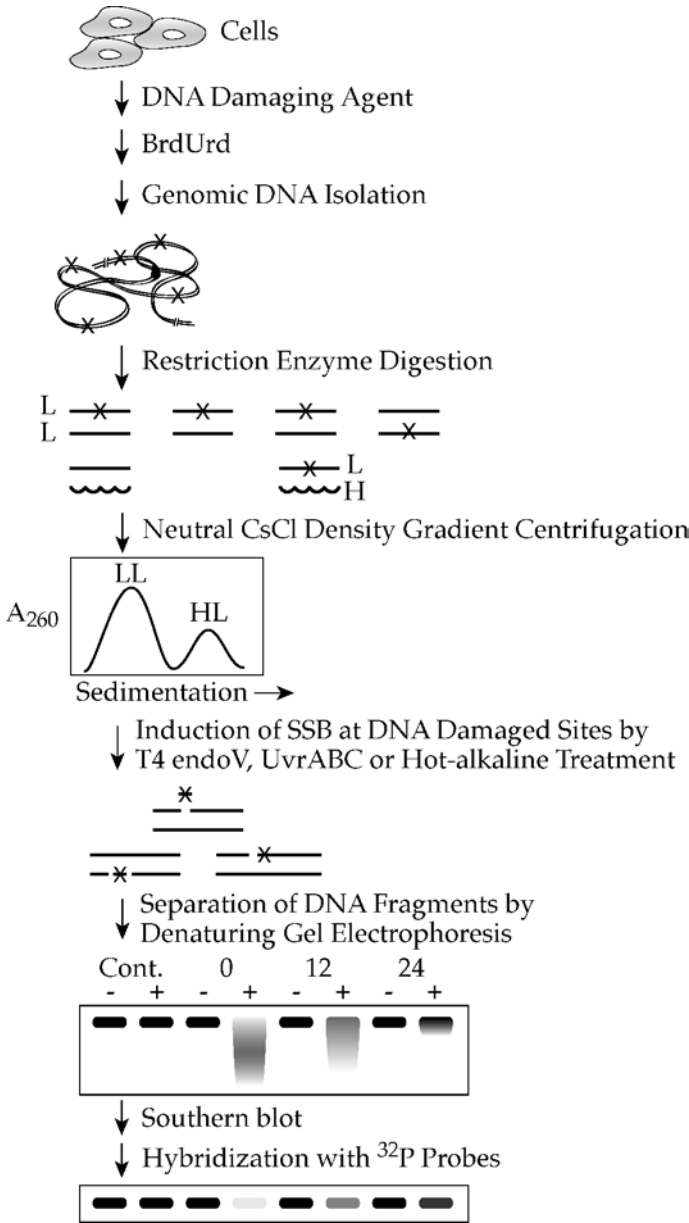 Cells
DNA Damaging Agent
BrdUrd
Genomic DNA Isolation
X X X X X
Restriction Enzyme Digestion
L X X X
L X
X L
H
Neutral CsCl Density Gradient Centrifugation
LL
HL
A260
Sedimentation
Induction of SSB at DNA Damaged Sites by
T4 endoV, UvrABC or Hot-alkaline Treatment
X
X
X
Separation of DNA Fragments by
Denaturing Gel Electrophoresis
Cont. 0 12 24
- + - + - + - +
Southern blot
Hybridization with ³²P Probes